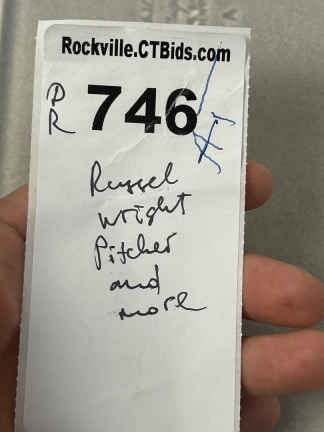 Rockville.CTBids.com
PR 746
Russel
Wright
Pitcher
and
more